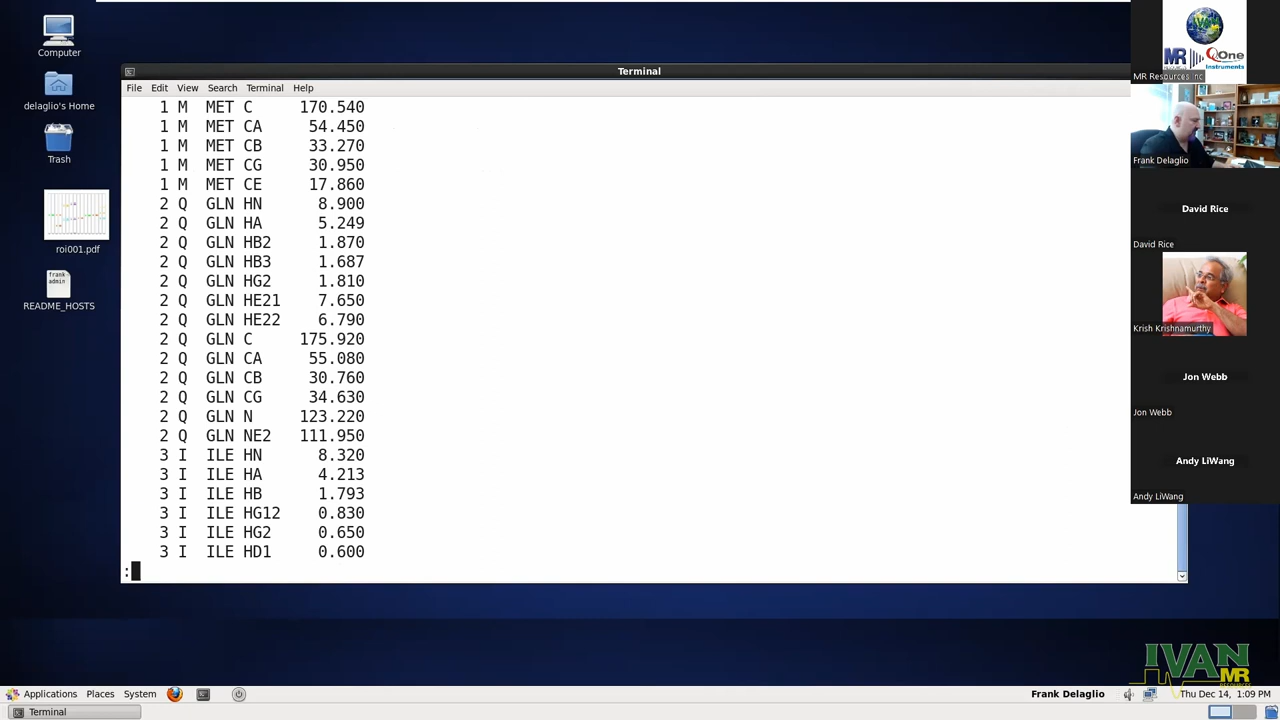 Computer
delaglio's Home
Trash
roi001.pdf
frank-
admin
README_HOSTS
Terminal
File Edit View Search Terminal Help
1 M MET C 170.540
1 M MET CA 54.450
1 M MET CB 33.270
1 M MET CG 30.950
1 M MET CE 17.860
2 Q GLN HN 8.900
2 Q GLN HA 5.249
2 Q GLN HB2 1.870
2 Q GLN HB3 1.687
2 Q GLN HG2 1.810
2 Q GLN HE21 7.650
2 Q GLN HE22 6.790
2 Q GLN C 175.920
2 Q GLN CA 55.080
2 Q GLN CB 30.760
2 Q GLN CG 34.630
2 Q GLN N 123.220
2 Q GLN NE2 111.950
3 I ILE HN 8.320
3 I ILE HA 4.213
3 I ILE HB 1.793
3 I ILE HG12 0.830
3 I ILE HG2 0.650
3 I ILE HD1 0.600
:
MR QOne
Instruments
MR Resources Inc
Frank Delaglio
David Rice
David Rice
Krish Krishnamurthy
Jon Webb
Jon Webb
Andy LiWang
Andy LiWang
IVAN
MR
RESOURCES
Applications Places System
Frank Delaglio
Thu Dec 14, 1:09 PM
Terminal